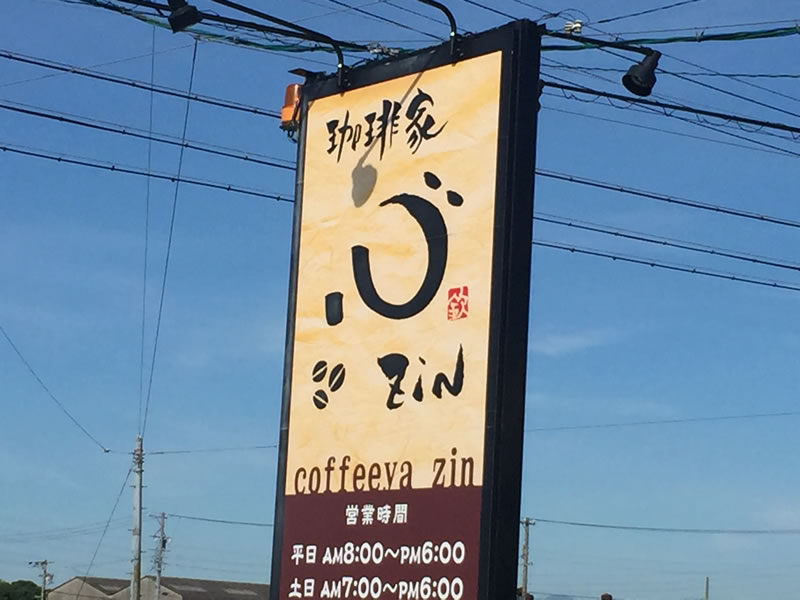 珈琲家
ZiN
coffeeya zin
営業時間
平日 AM8:00〜PM6:00
土日 AM7:00〜PM6:00